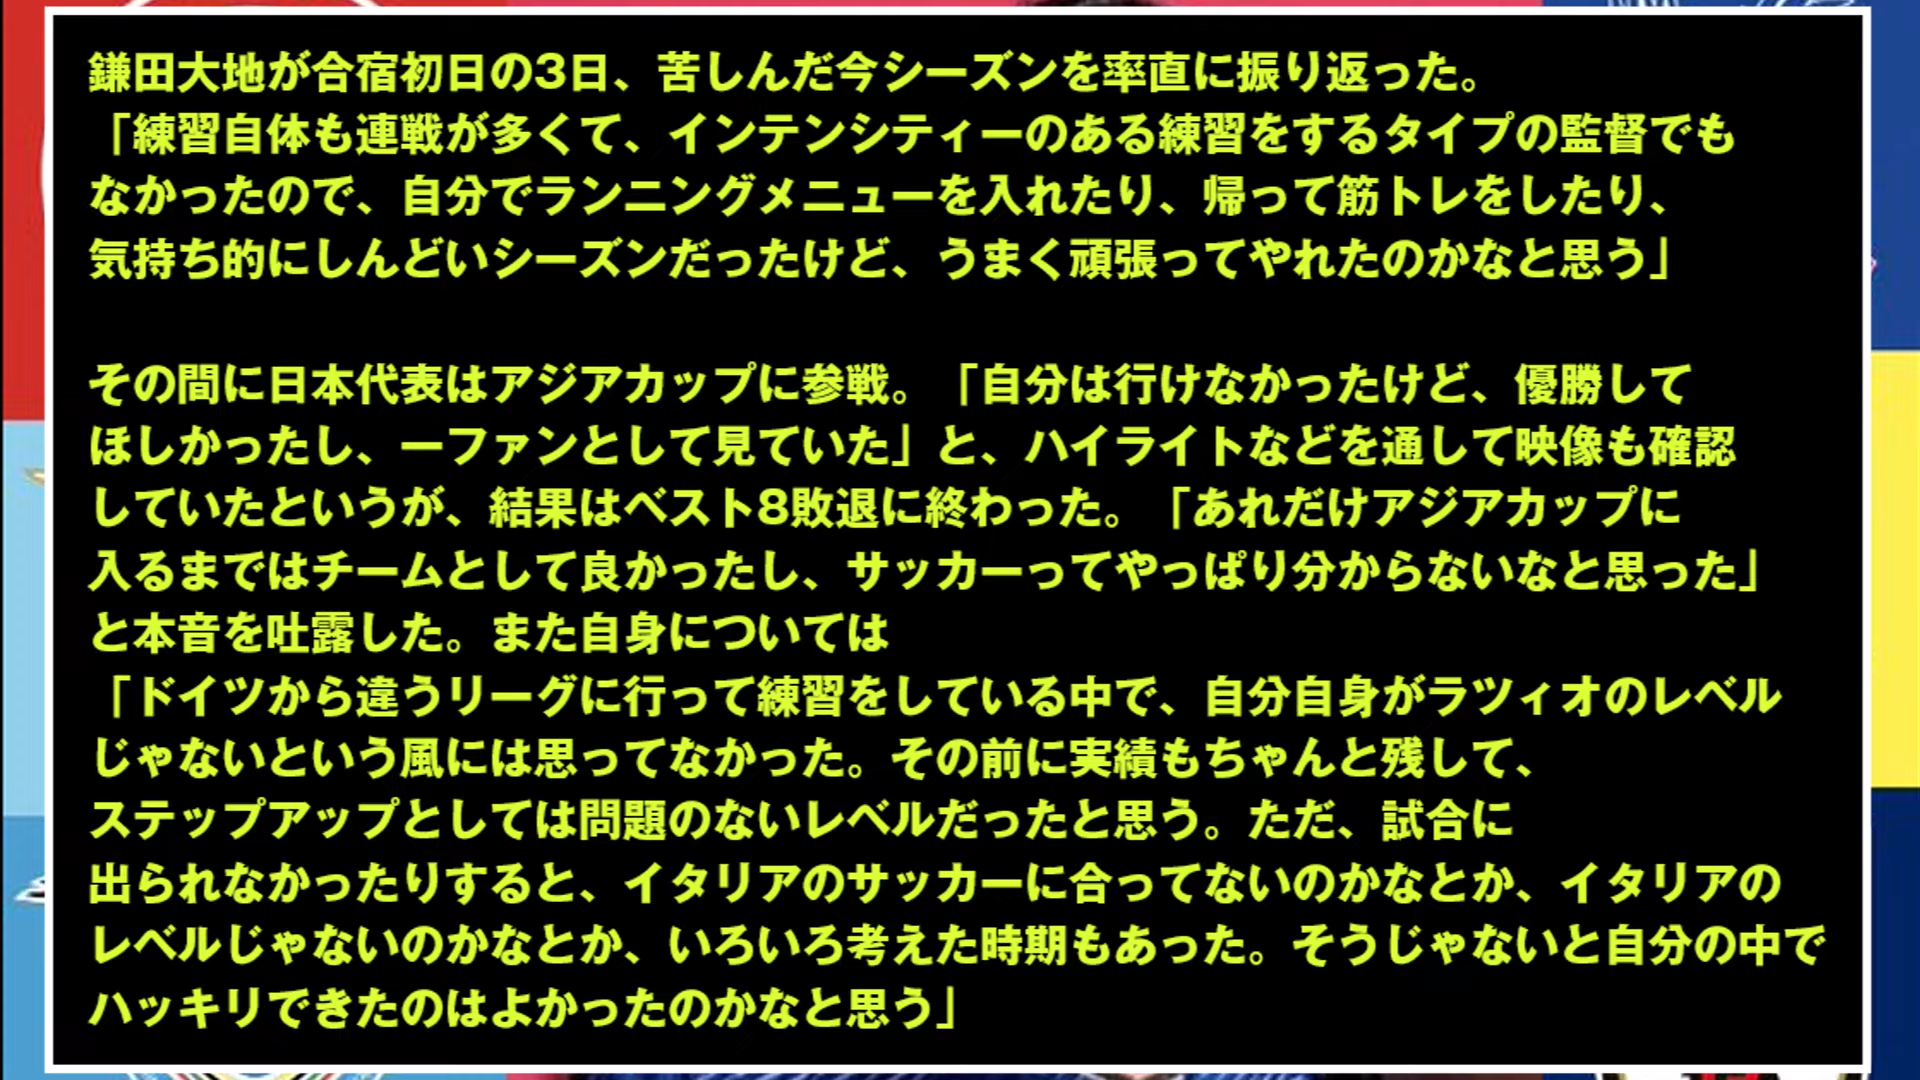 鎌田大地が合宿初日の3日、苦しんだ今シーズンを率直に振り返った。
「練習自体も連戦が多くて、インテンシティーのある練習をするタイプの監督でも
なかったので、自分でランニングメニューを入れたり、帰って筋トレをしたり、
気持ち的にしんどいシーズンだったけど、うまく頑張ってやれたのかなと思う」
その間に日本代表はアジアカップに参戦。「自分は行けなかったけど、優勝して
ほしかったし、一ファンとして見ていた」と、ハイライトなどを通して映像も確認
していたというが、結果はベスト8敗退に終わった。「あれだけアジアカップに
入るまではチームとして良かったし、サッカーってやっぱり分からないなと思った」
と本音を吐露した。また自身については
「ドイツから違うリーグに行って練習をしている中で、自分自身がラツィオのレベル
じゃないという風には思ってなかった。その前に実績もちゃんと残して、
ステップアップとしては問題のないレベルだったと思う。ただ、試合に
出られなかったりすると、イタリアのサッカーに合ってないのかなとか、イタリアの
レベルじゃないのかなとか、いろいろ考えた時期もあった。そうじゃないと自分の中で
ハッキリできたのはよかったのかなと思う」